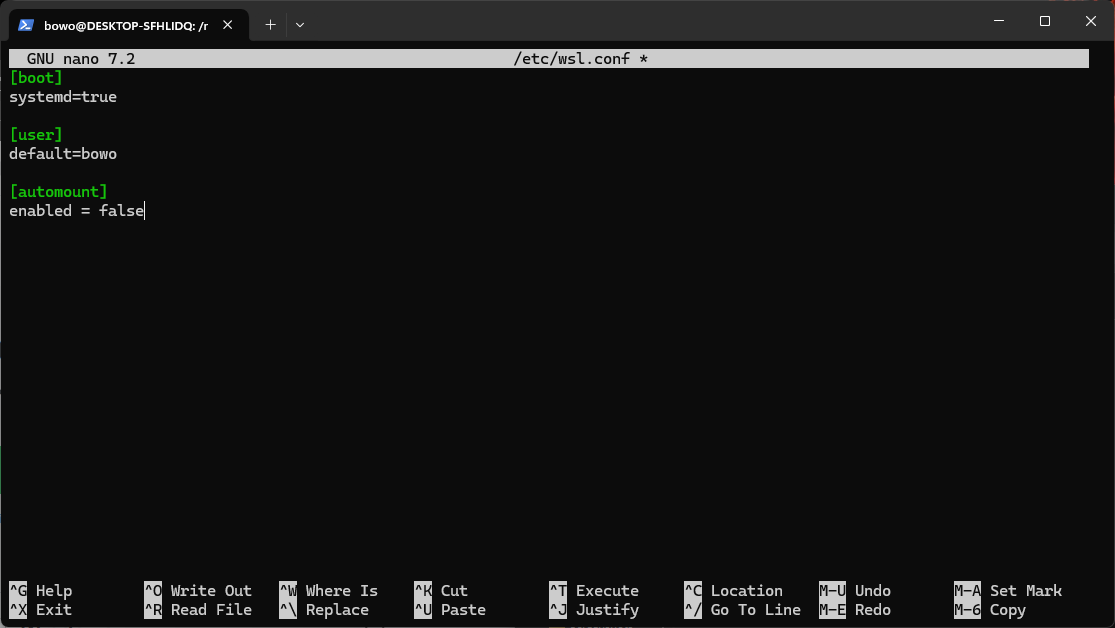 bowo@DESKTOP-SFHLIDQ: /r
GNU nano 7.2 /etc/wsl.conf *
[boot]
systemd=true
[user]
default=bowo
[automount]
enabled = false
^G Help ^O Write Out ^W Where Is ^K Cut ^T Execute ^C Location M-U Undo M-A Set Mark
^X Exit ^R Read File ^\ Replace ^U Paste ^J Justify ^/ Go To Line M-E Redo M-6 Copy